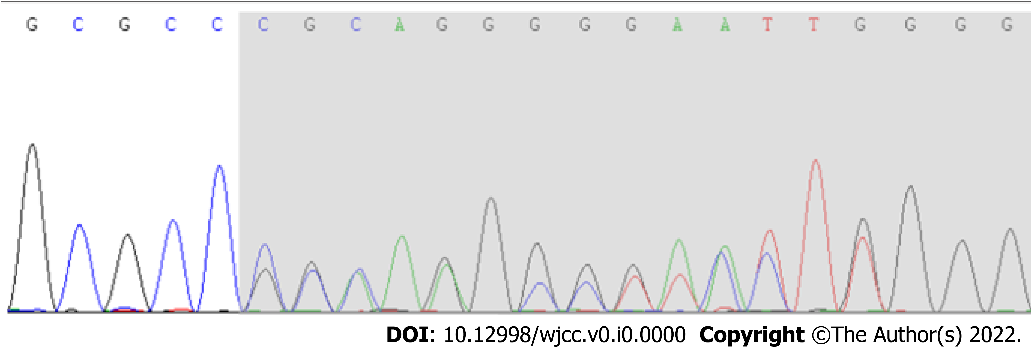 G C G C C C G C A G G G G G A A T T G G G G
DOI: 10.12998/wjcc.v0.i0.0000 Copyright ©The Author(s) 2022.